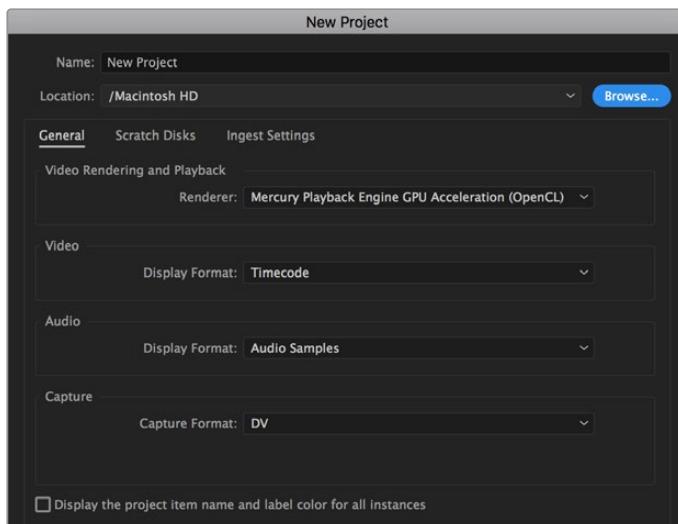 New Project
Name: New Project
Location: /Macintosh HD Browse...
General Scratch Disks Ingest Settings
Video Rendering and Playback
Renderer: Mercury Playback Engine GPU Acceleration (OpenCL)
Video
Display Format: Timecode
Audio
Display Format: Audio Samples
Capture
Capture Format: DV
Display the project item name and label color for all instances